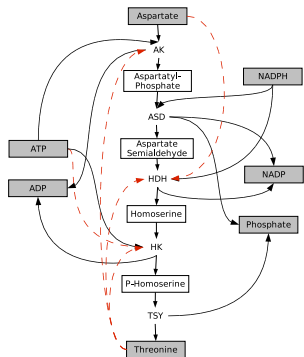 Aspartate
AK
Aspartatyl-
Phosphate
NADPH
ASD
ATP
Aspartate
Semialdehyde
HDH
NADP
ADP
Homoserine
Phosphate
HK
P-Homoserine
TSY
Threonine